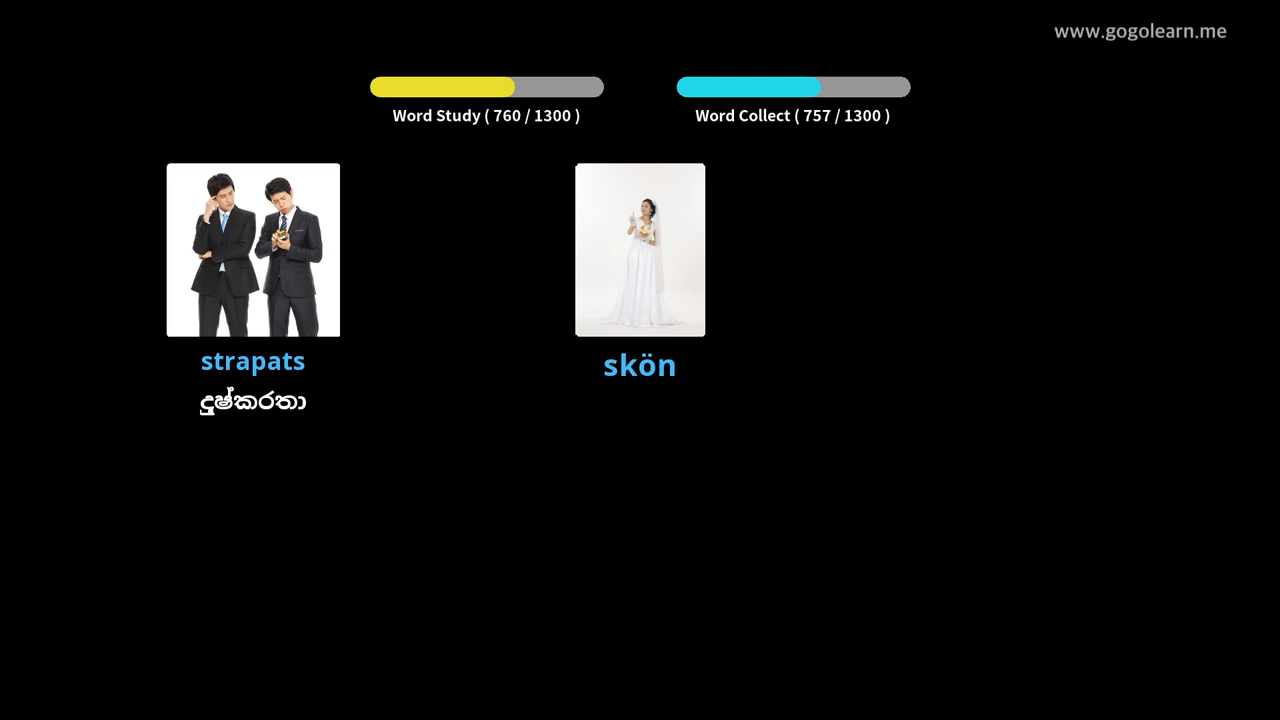 www.gogolearn.me
Word Study ( 760 / 1300 )
Word Collect ( 757 / 1300 )
strapats
දුෂ්කරතා
skön